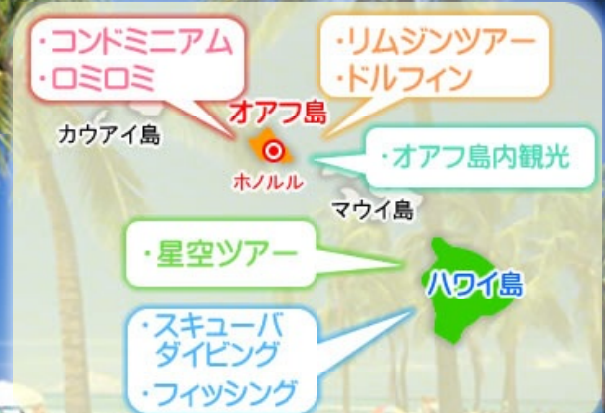 ・コンドミニアム
・ロミロミ
・リムジンツアー
・ドルフィン
オアフ島
カウアイ島
ホノルル
・オアフ島内観光
マウイ島
・星空ツアー
ハワイ島
・スキューバ
ダイビング
・フィッシング